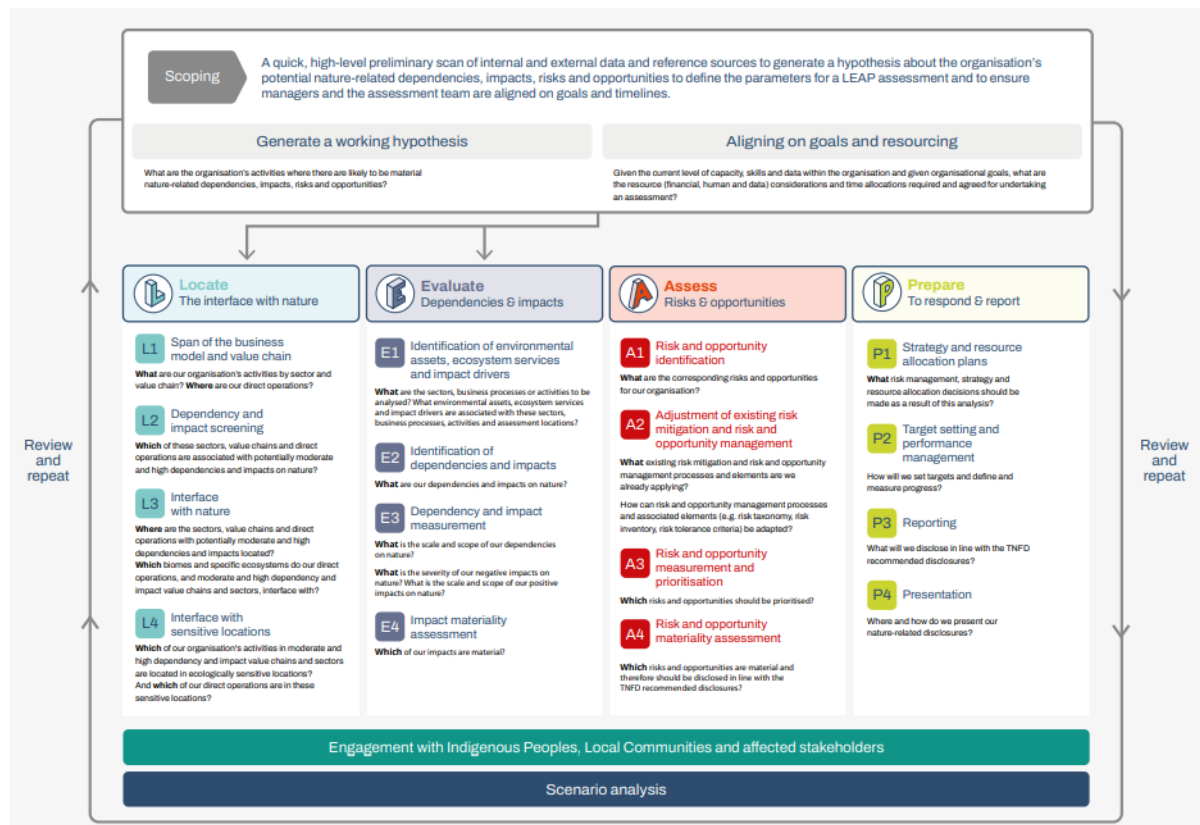 Scoping
A quick, high-level preliminary scan of internal and external data and reference sources to generate a hypothesis about the organisation's
potential nature-related dependencies, impacts, risks and opportunities to define the parameters for a LEAP assessment and to ensure
managers and the assessment team are aligned on goals and timelines.
Generate a working hypothesis
What are the organisation's activities where there are likely to be material
nature-related dependencies, impacts, risks and opportunities?
Aligning on goals and resourcing
Given the current level of capacity, skills and data within the organisation and given organisational goals, what are
the resource (financial, human and data) considerations and time allocations required and agreed for undertaking
an assessment?
Review
and
repeat
L
Locate
The interface with nature
L1
Span of the business
model and value chain
What are our organisation's activities by sector and
value chain? Where are our direct operations?
L2
Dependency and
impact screening
Which of these sectors, value chains and direct
operations are associated with potentially moderate
and high dependencies and impacts on nature?
L3
Interface
with nature
Where are the sectors, value chains and direct
operations with potentially moderate and high
dependencies and impacts located?
Which biomes and specific ecosystems do our direct
operations, and moderate and high dependency and
impact value chains and sectors, interface with?
L4
Interface with
sensitive locations
Which of our organisation's activities in moderate and
high dependency and impact value chains and sectors
are located in ecologically sensitive locations?
And which of our direct operations are in these
sensitive locations?
E
Evaluate
Dependencies & impacts
E1
Identification of environmental
assets, ecosystem services
and impact drivers
What are the sectors, business processes or activities to be
analysed? What environmental assets, ecosystem services
and impact drivers are associated with these sectors,
business processes, activities and assessment locations?
E2
Identification of
dependencies and impacts
What are our dependencies and impacts on nature?
E3
Dependency and impact
measurement
What is the scale and scope of our dependencies
on nature?
What is the severity of our negative impacts on
nature? What is the scale and scope of our positive
impacts on nature?
E4
Impact materiality
assessment
Which of our impacts are material?
A
Assess
Risks & opportunities
A1
Risk and opportunity
identification
What are the corresponding risks and opportunities
for our organisation?
A2
Adjustment of existing risk
mitigation and risk and
opportunity management
What existing risk mitigation and risk and opportunity
management processes and elements are we
already applying?
How can risk and opportunity management processes
and associated elements (e.g. risk taxonomy, risk
inventory, risk tolerance criteria) be adapted?
A3
Risk and opportunity
measurement and
prioritisation
Which risks and opportunities should be prioritised?
A4
Risk and opportunity
materiality assessment
Which risks and opportunities are material and
therefore should be disclosed in line with the
TNFD recommended disclosures?
P
Prepare
To respond & report
P1
Strategy and resource
allocation plans
What risk management, strategy and
resource allocation decisions should be
made as a result of this analysis?
P2
Target setting and
performance
management
How will we set targets and define and
measure progress?
P3
Reporting
What will we disclose in line with the TNFD
recommended disclosures?
P4
Presentation
Where and how do we present our
nature-related disclosures?
Review
and
repeat
Engagement with Indigenous Peoples, Local Communities and affected stakeholders
Scenario analysis